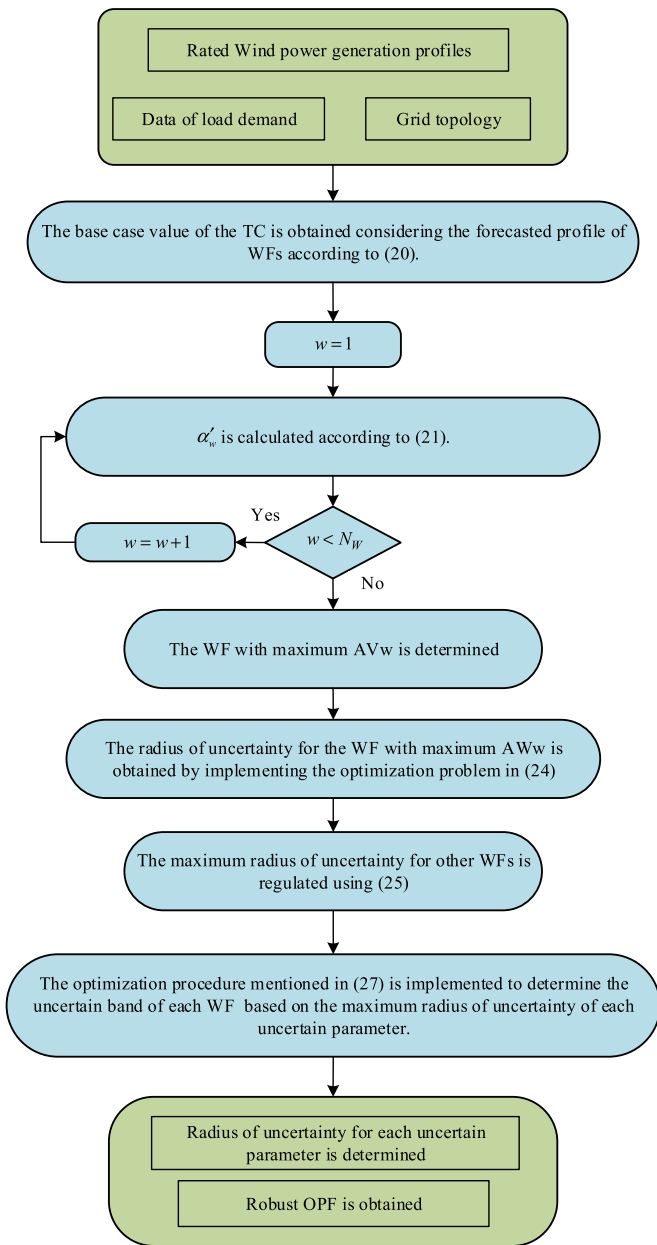 Rated Wind power generation profiles
Data of load demand
Grid topology
The base case value of the TC is obtained considering the forecasted profile of
WFs according to (20).
w = 1
α′w is calculated according to (21).
Yes
w = w+1
w < NW
No
The WF with maximum AVw is determined
The radius of uncertainty for the WF with maximum AWw is
obtained by implementing the optimization problem in (24)
The maximum radius of uncertainty for other WFs is
regulated using (25)
The optimization procedure mentioned in (27) is implemented to determine the
uncertain band of each WF based on the maximum radius of uncertainty of each
uncertain parameter.
Radius of uncertainty for each uncertain
parameter is determined
Robust OPF is obtained